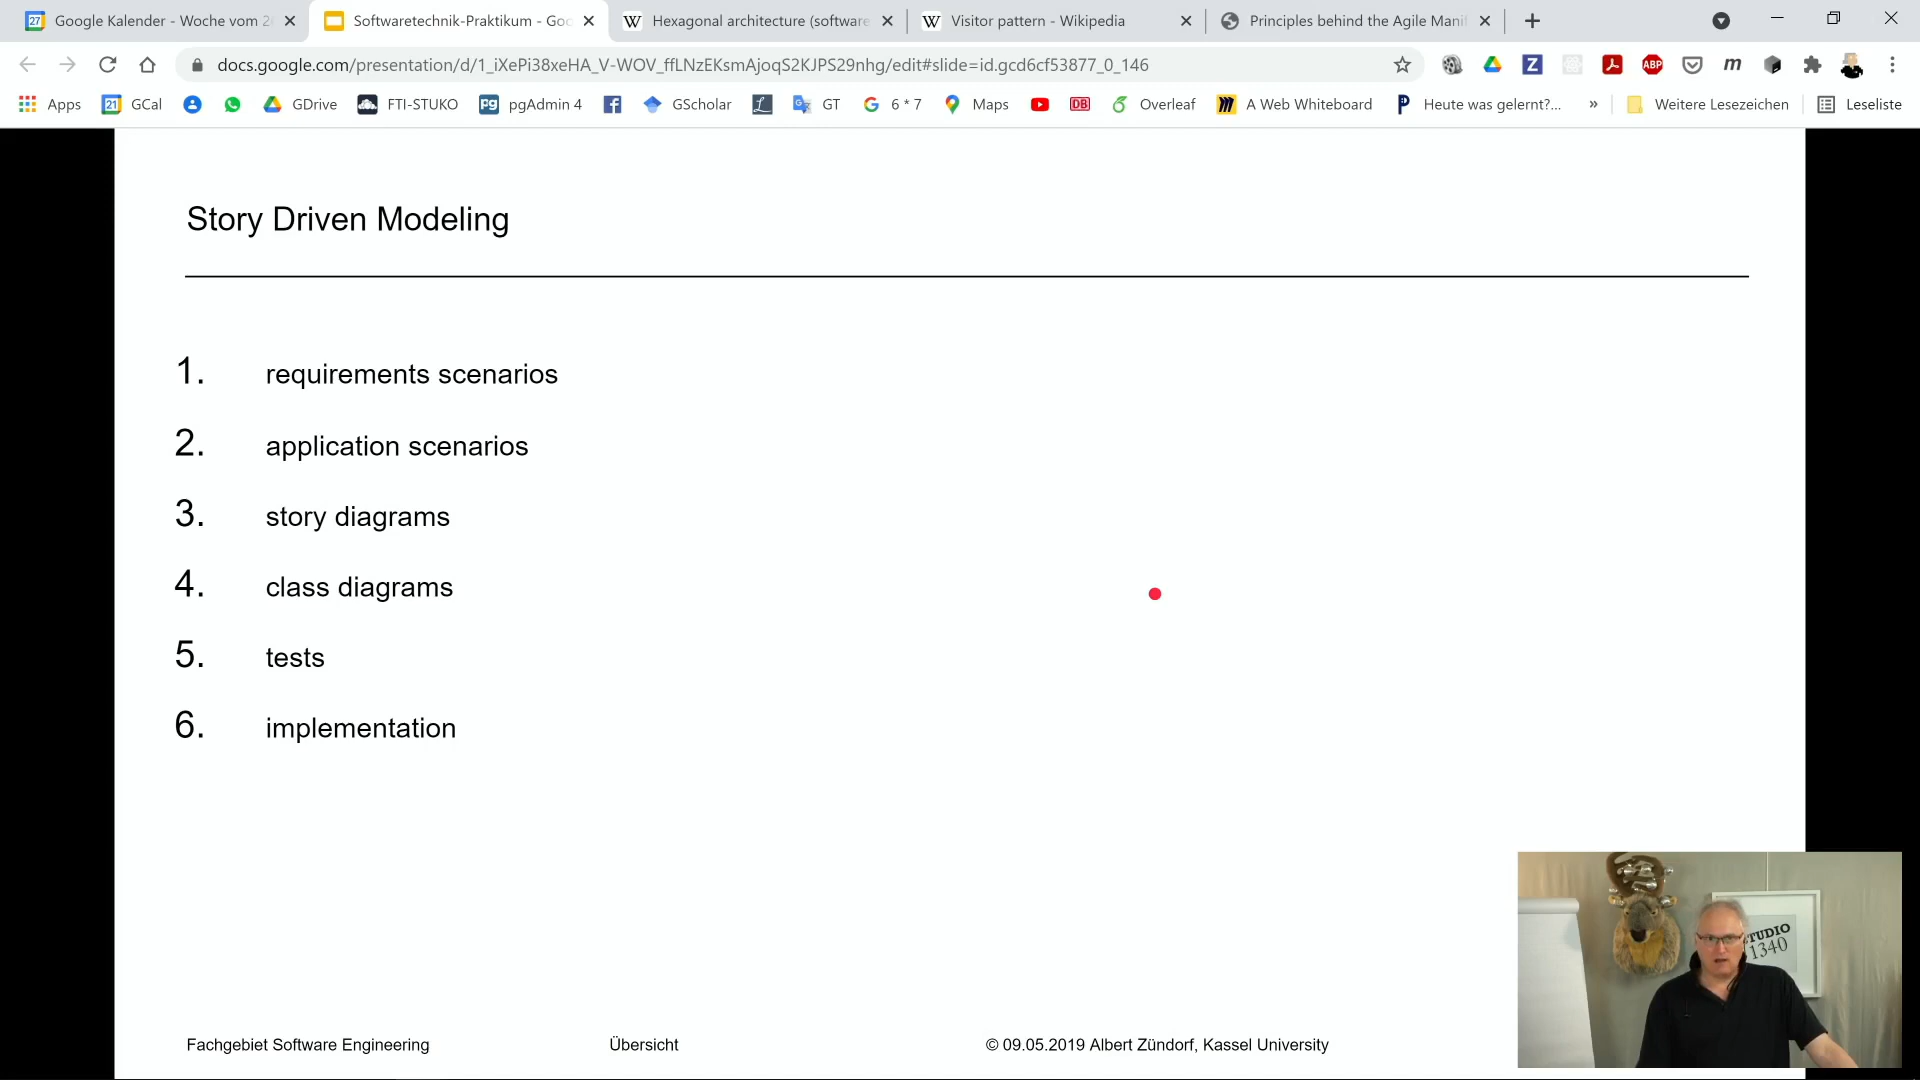 Google Kalender - Woche vom 2
Softwaretechnik-Praktikum - Goo
Hexagonal architecture (software
Visitor pattern - Wikipedia
Principles behind the Agile Manif
docs.google.com/presentation/d/1_iXePi38xeHA_V-WOV_ffLNzEKsmAjoqS2KJPS29nhg/edit#slide=id.gcd6cf53877_0_146
Apps GCal GDrive FTI-STUKO pgAdmin 4 GScholar GT 6 * 7 Maps DB Overleaf A Web Whiteboard Heute was gelernt?... » Weitere Lesezeichen Leseliste
Story Driven Modeling
1. requirements scenarios
2. application scenarios
3. story diagrams
4. class diagrams
5. tests
6. implementation
STUDIO
1340
Fachgebiet Software Engineering Übersicht © 09.05.2019 Albert Zündorf, Kassel University